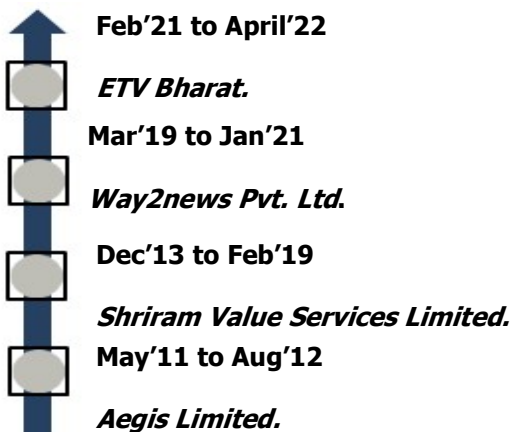 Feb’21 to April’22
ETV Bharat.
Mar’19 to Jan’21
Way2news Pvt. Ltd.
Dec’13 to Feb’19
Shriram Value Services Limited.
May’11 to Aug’12
Aegis Limited.